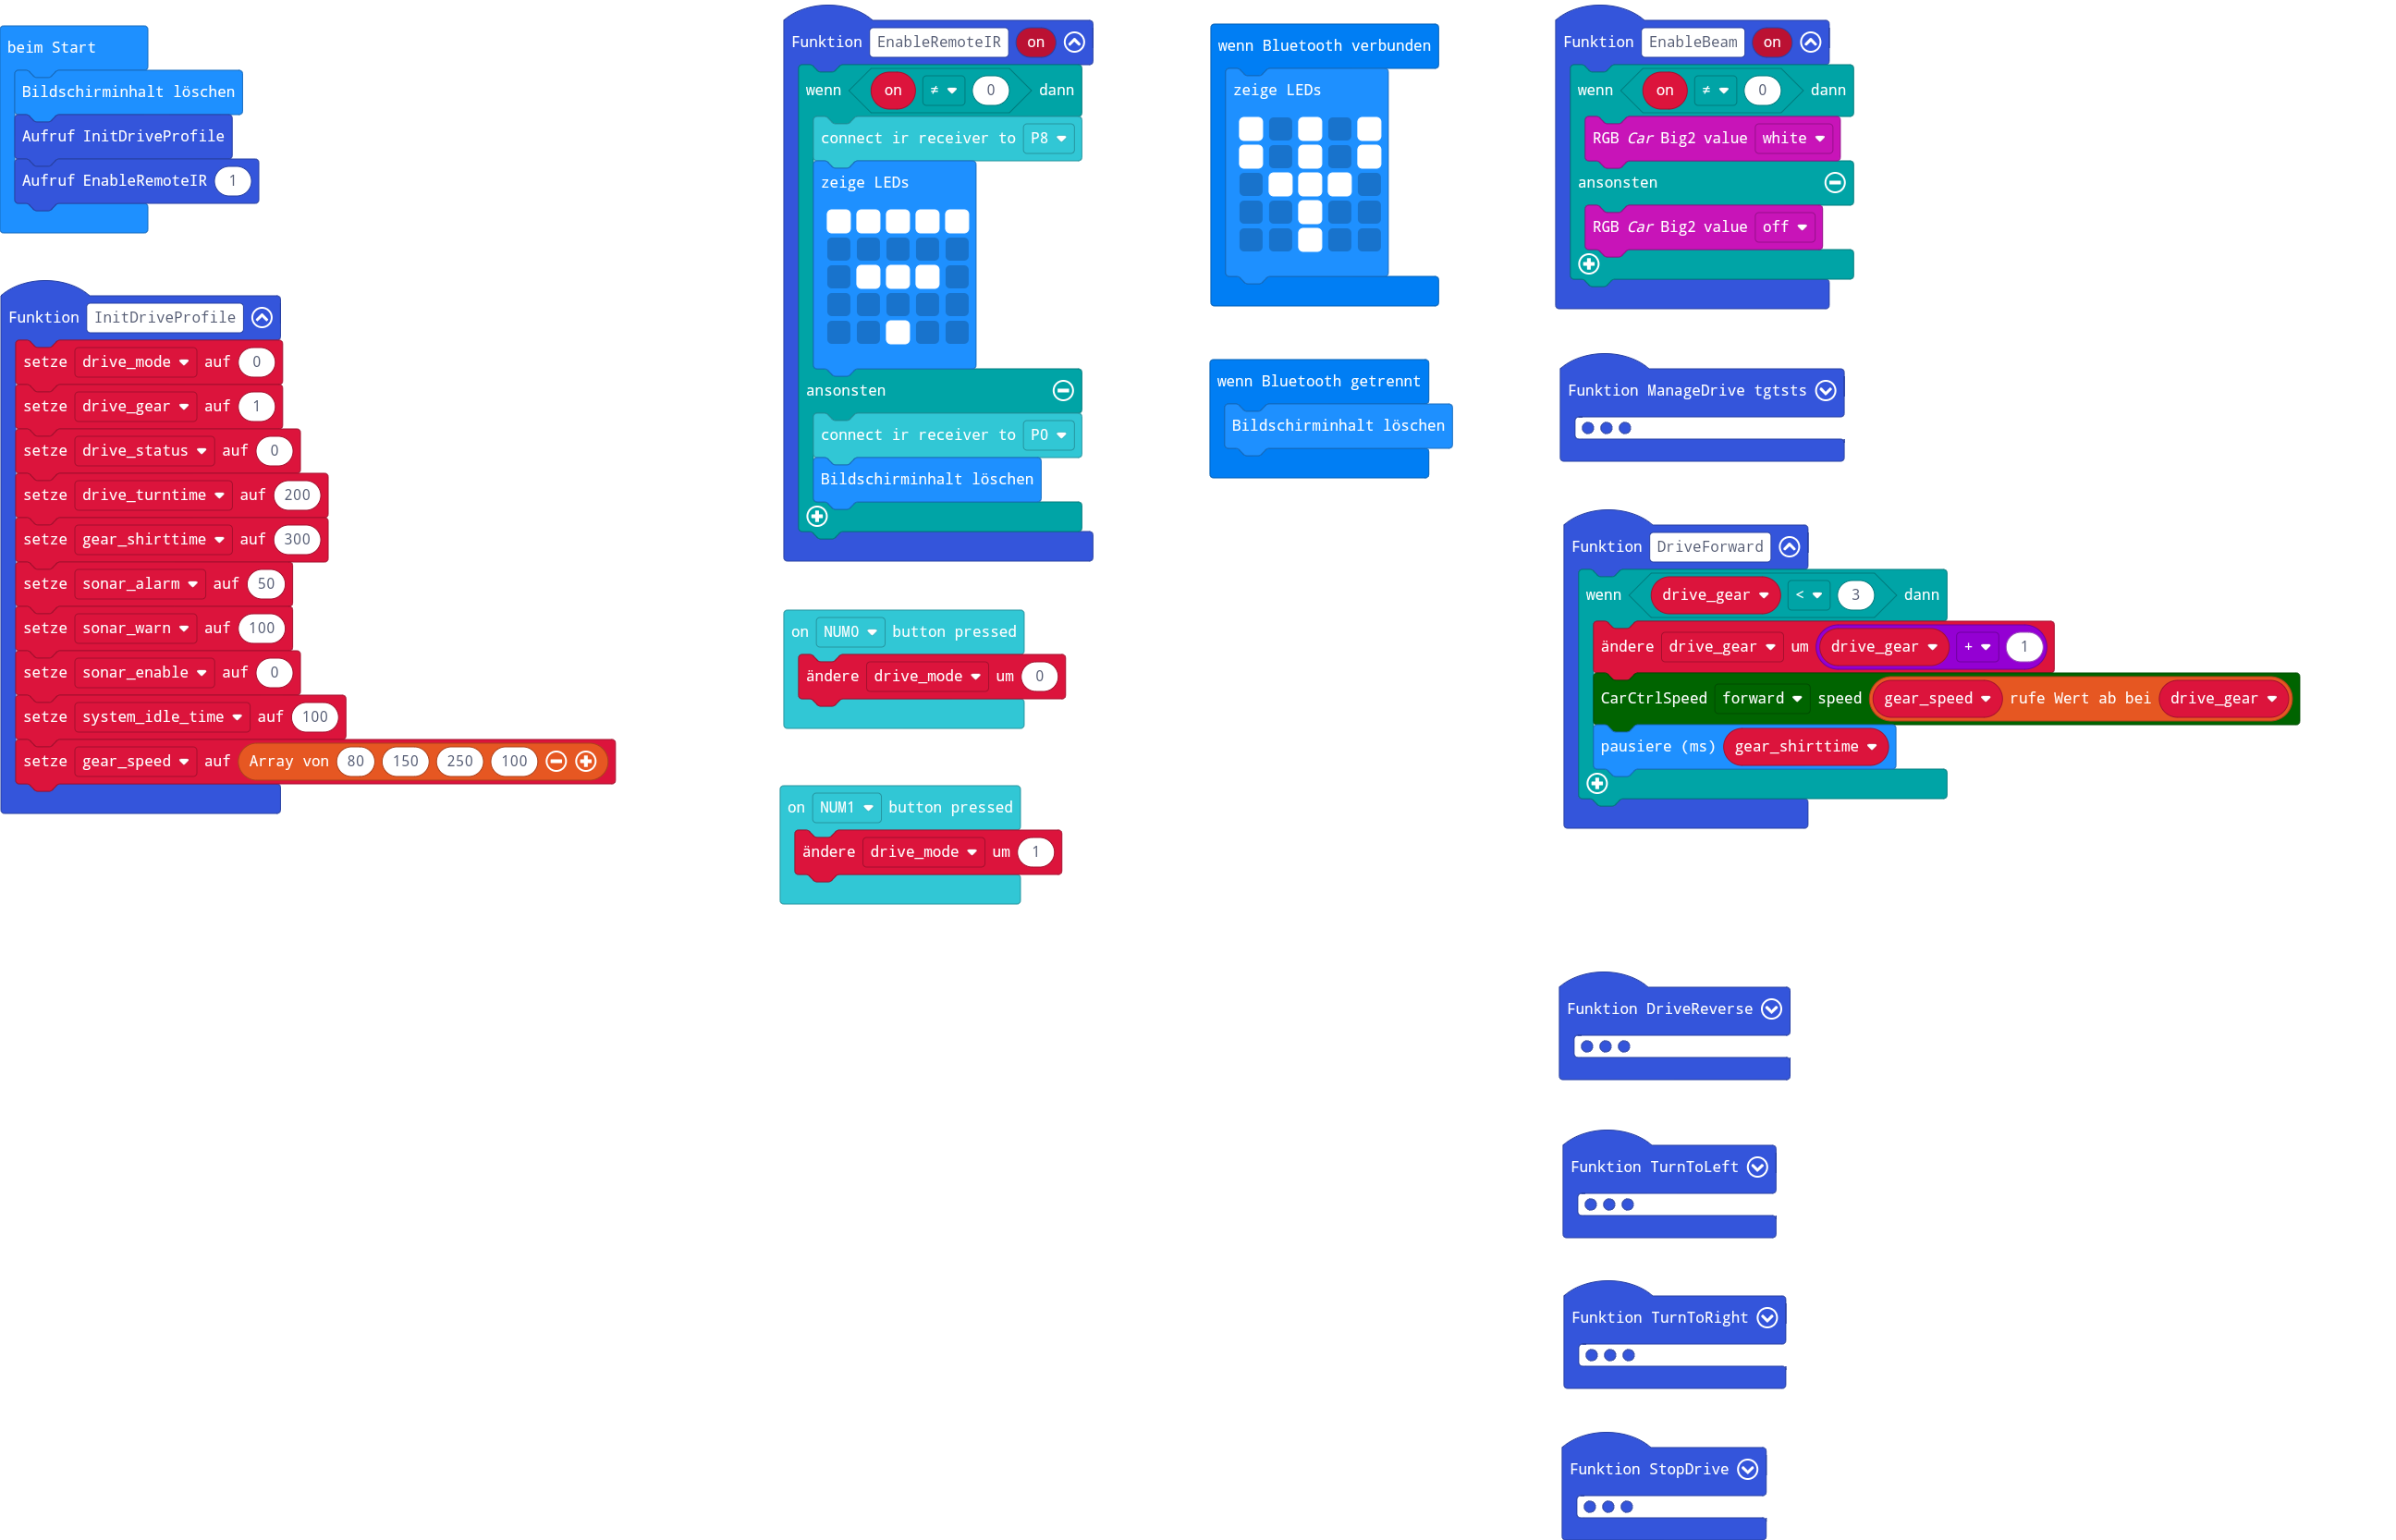 beim Start
Bildschirminhalt löschen
Aufruf InitDriveProfile
Aufruf EnableRemoteIR 1
Funktion InitDriveProfile
setze drive_mode auf 0
setze drive_gear auf 1
setze drive_status auf 0
setze drive_turntime auf 200
setze gear_shirttime auf 300
setze sonar_alarm auf 50
setze sonar_warn auf 100
setze sonar_enable auf 0
setze system_idle_time auf 100
setze gear_speed auf Array von 80 150 250 100
Funktion EnableRemoteIR on
wenn on ≠ 0 dann
connect ir receiver to P8
zeige LEDs
ansonsten
connect ir receiver to P0
Bildschirminhalt löschen
on NUM0 button pressed
ändere drive_mode um 0
on NUM1 button pressed
ändere drive_mode um 1
wenn Bluetooth verbunden
zeige LEDs
wenn Bluetooth getrennt
Bildschirminhalt löschen
Funktion EnableBeam on
wenn on ≠ 0 dann
RGB Car Big2 value white
ansonsten
RGB Car Big2 value off
Funktion ManageDrive tgtsts
Funktion DriveForward
wenn drive_gear < 3 dann
ändere drive_gear um drive_gear + 1
CarCtrlSpeed forward speed gear_speed rufe Wert ab bei drive_gear
pausiere (ms) gear_shirttime
Funktion DriveReverse
Funktion TurnToLeft
Funktion TurnToRight
Funktion StopDrive